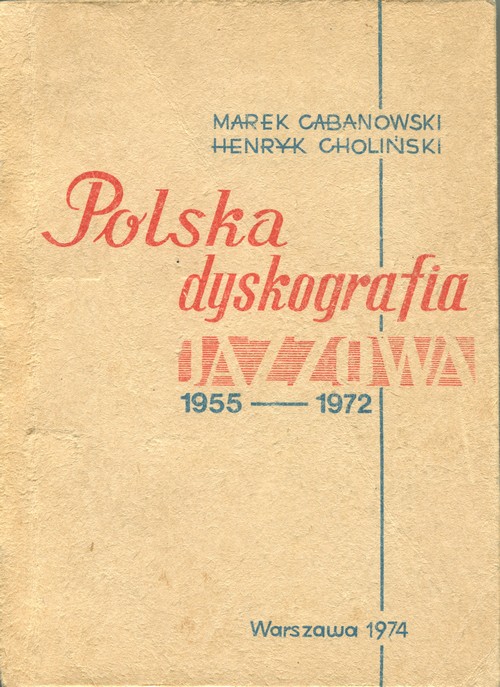 MAREK CABANOWSKI
HENRYK CHOLIŃSKI
Polska
dyskografia
JAZZOWA
1955 — 1972
Warszawa 1974